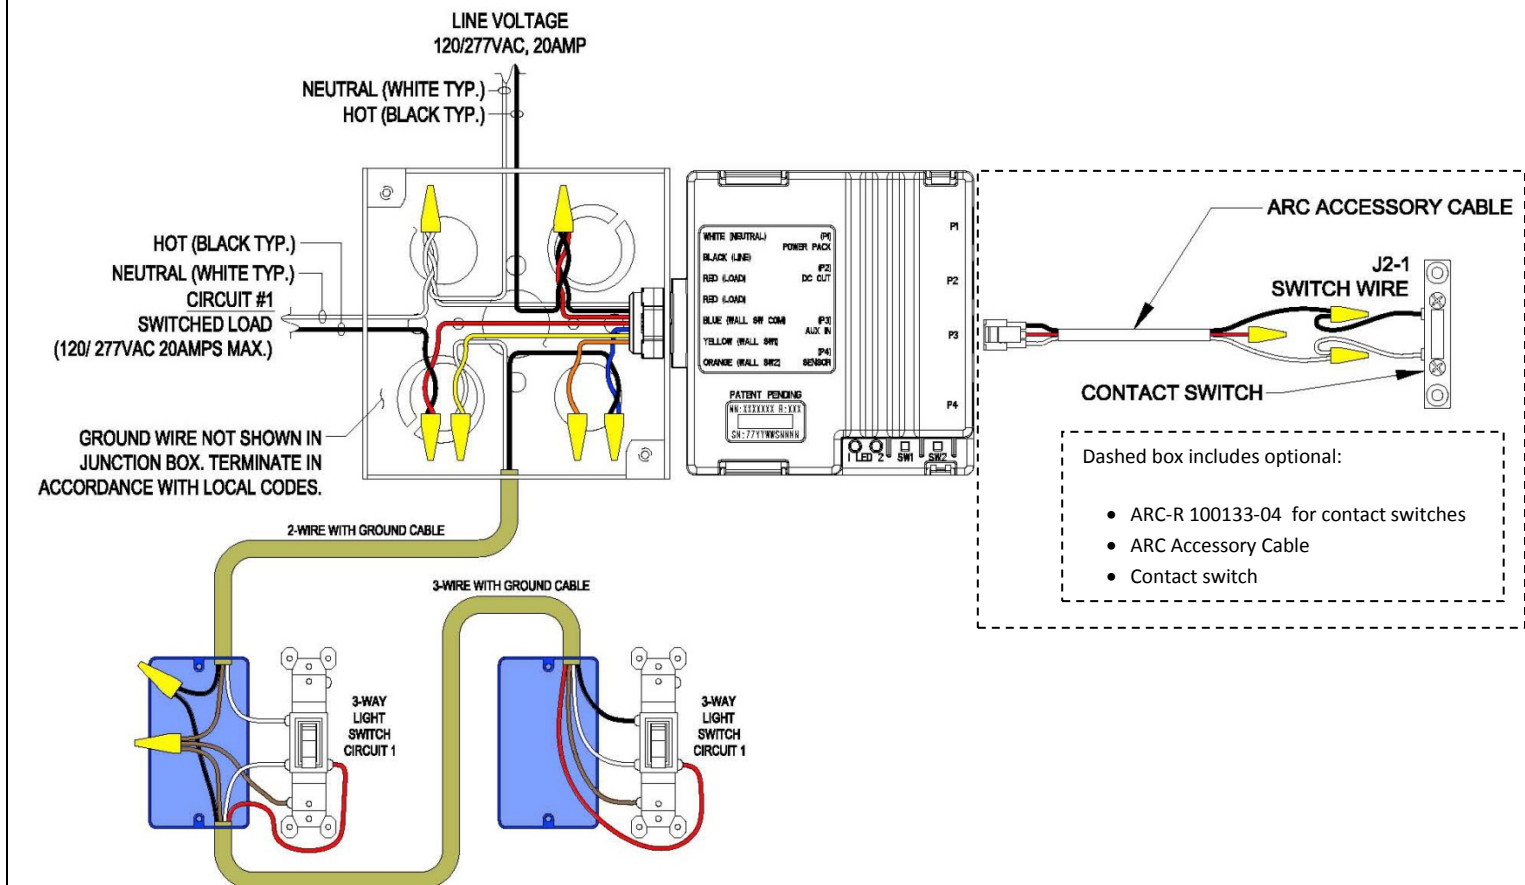 LINE VOLTAGE
120/277VAC, 20AMP
NEUTRAL (WHITE TYP.)
HOT (BLACK TYP.)
HOT (BLACK TYP.)
NEUTRAL (WHITE TYP.)
CIRCUIT #1
SWITCHED LOAD
(120/ 277VAC 20AMPS MAX.)
GROUND WIRE NOT SHOWN IN
JUNCTION BOX. TERMINATE IN
ACCORDANCE WITH LOCAL CODES.
WHITE (NEUTRAL) (P1)
POWER PACK
BLACK (LINE)
(P2)
RED (LOAD) DC OUT
RED (LOAD)
BLUE (WALL SW COM) (P3)
AUX IN
YELLOW (WALL SW1)
(P4)
ORANGE (WALL SW2) SENSOR
PATENT PENDING
MN:XXXXXXX R:XXX
SN:77YYWWSNNNN
P1
P2
P3
P4
1 LED 2 SW1 SW2
ARC ACCESSORY CABLE
J2-1
SWITCH WIRE
CONTACT SWITCH
Dashed box includes optional:
• ARC-R 100133-04 for contact switches
• ARC Accessory Cable
• Contact switch
2-WIRE WITH GROUND CABLE
3-WIRE WITH GROUND CABLE
3-WAY
LIGHT
SWITCH
CIRCUIT 1
3-WAY
LIGHT
SWITCH
CIRCUIT 1